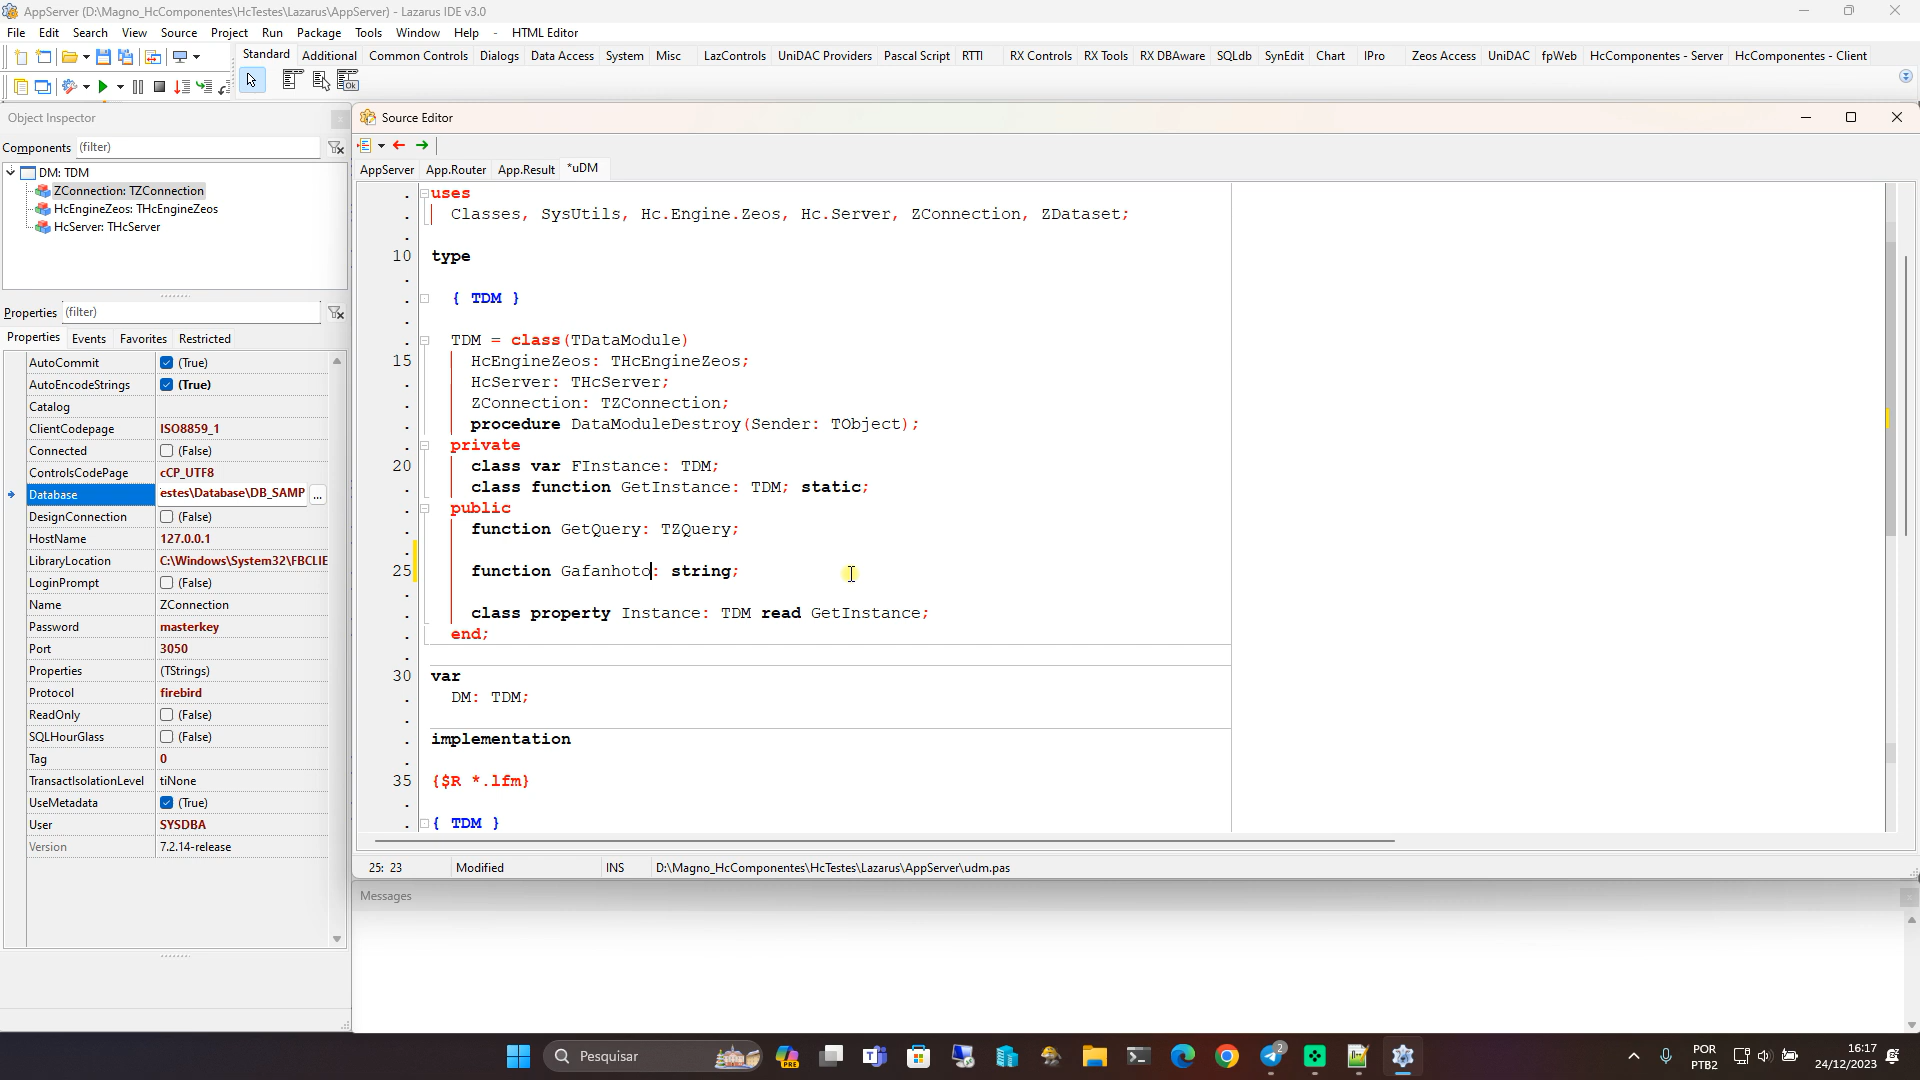 AppServer (D:\Magno_HcComponentes\HcTestes\Lazarus\AppServer) - Lazarus IDE v3.0
File Edit Search View Source Project Run Package Tools Window Help - HTML Editor
Standard Additional Common Controls Dialogs Data Access System Misc LazControls UniDAC Providers Pascal Script RTTI RX Controls RX Tools RX DBAware SQLdb SynEdit Chart IPro Zeos Access UniDAC fpWeb HcComponentes - Server HcComponentes - Client
Ok
Object Inspector
Components (filter)
DM: TDM
ZConnection: TZConnection
HcEngineZeos: THcEngineZeos
HcServer: THcServer
Properties (filter)
Properties Events Favorites Restricted
AutoCommit (True)
AutoEncodeStrings (True)
Catalog
ClientCodepage ISO8859_1
Connected (False)
ControlsCodePage cCP_UTF8
Database estes\Database\DB_SAMP ...
DesignConnection (False)
HostName 127.0.0.1
LibraryLocation C:\Windows\System32\FBCLIE
LoginPrompt (False)
Name ZConnection
Password masterkey
Port 3050
Properties (TStrings)
Protocol firebird
ReadOnly (False)
SQLHourGlass (False)
Tag 0
TransactIsolationLevel tiNone
UseMetadata (True)
User SYSDBA
Version 7.2.14-release
Source Editor
AppServer App.Router App.Result *uDM
uses
Classes, SysUtils, Hc.Engine.Zeos, Hc.Server, ZConnection, ZDataset;
10 type
{ TDM }
TDM = class(TDataModule)
15 HcEngineZeos: THcEngineZeos;
HcServer: THcServer;
ZConnection: TZConnection;
procedure DataModuleDestroy(Sender: TObject);
private
20 class var FInstance: TDM;
class function GetInstance: TDM; static;
public
function GetQuery: TZQuery;
25 function Gafanhoto: string;
class property Instance: TDM read GetInstance;
end;
30 var
DM: TDM;
implementation
35 {$R *.lfm}
{ TDM }
25: 23 Modified INS D:\Magno_HcComponentes\HcTestes\Lazarus\AppServer\udm.pas
Messages
Pesquisar
PRE
2
POR
PTB2
16:17
24/12/2023